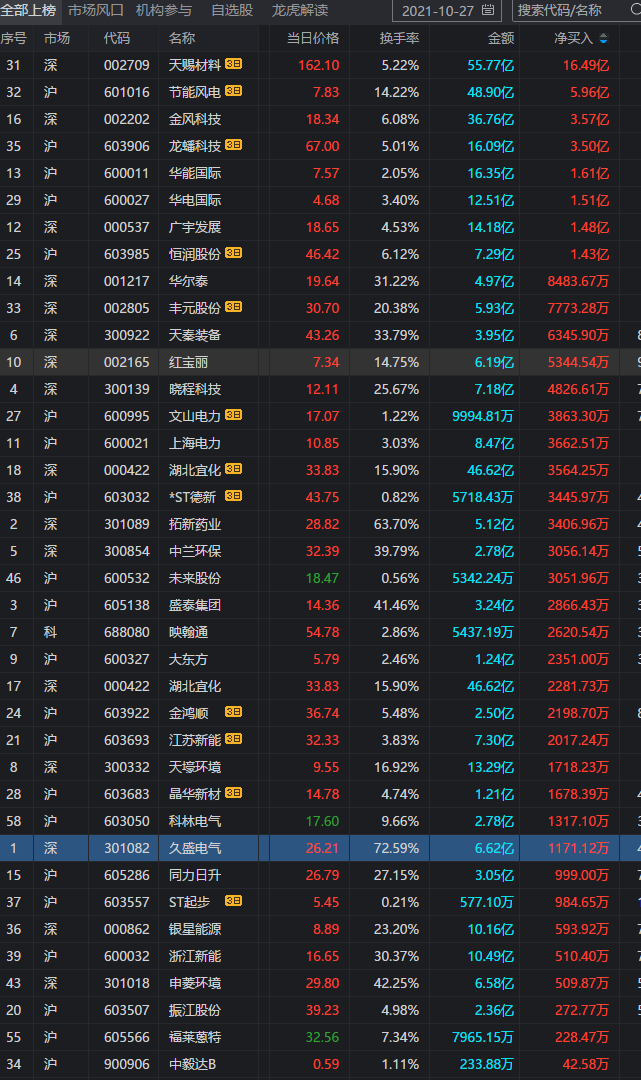 全部上榜 市场风口 机构参与 自选股 龙虎解读 2021-10-27 搜索代码/名称
序号 市场 代码 名称 当日价格 换手率 金额 净买入
31 深 002709 天赐材料 3日 162.10 5.22% 55.77亿 16.49亿
32 沪 601016 节能风电 3日 7.83 14.22% 48.90亿 5.96亿
16 深 002202 金风科技 18.34 6.08% 36.76亿 3.57亿
35 沪 603906 龙蟠科技 3日 67.00 5.01% 16.09亿 3.50亿
13 沪 600011 华能国际 7.57 2.05% 16.35亿 1.61亿
29 沪 600027 华电国际 4.68 3.40% 12.51亿 1.51亿
12 深 000537 广宇发展 18.65 4.53% 14.18亿 1.48亿
25 沪 603985 恒润股份 3日 46.42 6.12% 7.29亿 1.43亿
14 深 001217 华尔泰 19.64 31.22% 4.97亿 8483.67万
33 深 002805 丰元股份 3日 30.70 20.38% 5.93亿 7773.28万
6 深 300922 天秦装备 43.26 33.79% 3.95亿 6345.90万
10 深 002165 红宝丽 7.34 14.75% 6.19亿 5344.54万
4 深 300139 晓程科技 12.11 25.67% 7.18亿 4826.61万
27 沪 600995 文山电力 3日 17.07 1.22% 9994.81万 3863.30万
11 沪 600021 上海电力 10.85 3.03% 8.47亿 3662.51万
18 深 000422 湖北宜化 3日 33.83 15.90% 46.62亿 3564.25万
38 沪 603032 *ST德新 3日 43.75 0.82% 5718.43万 3445.97万
2 深 301089 拓新药业 28.82 63.70% 5.12亿 3406.96万
5 深 300854 中兰环保 32.39 39.79% 2.78亿 3056.14万
46 沪 600532 未来股份 18.47 0.56% 5342.24万 3051.96万
3 沪 605138 盛泰集团 14.36 41.46% 3.24亿 2866.43万
7 科 688080 映翰通 54.78 2.86% 5437.19万 2620.54万
9 沪 600327 大东方 5.79 2.46% 1.24亿 2351.00万
17 深 000422 湖北宜化 33.83 15.90% 46.62亿 2281.73万
24 沪 603922 金鸿顺 3日 36.74 5.48% 2.50亿 2198.70万
21 沪 603693 江苏新能 3日 32.33 3.83% 7.30亿 2017.24万
8 深 300332 天壕环境 9.55 16.92% 13.29亿 1718.23万
28 沪 603683 晶华新材 3日 14.78 4.74% 1.21亿 1678.39万
58 沪 603050 科林电气 17.60 9.66% 2.78亿 1317.10万
1 深 301082 久盛电气 26.21 72.59% 6.62亿 1171.12万
15 沪 605286 同力日升 26.79 27.15% 3.05亿 999.00万
37 沪 603557 ST起步 3日 5.45 0.21% 577.10万 984.65万
36 深 000862 银星能源 8.89 23.20% 10.16亿 593.92万
39 沪 600032 浙江新能 16.65 30.37% 10.49亿 510.40万
43 深 301018 申菱环境 29.80 42.25% 6.58亿 509.87万
20 沪 603507 振江股份 39.23 4.98% 2.36亿 272.77万
55 沪 605566 福莱蒽特 32.56 7.34% 7965.15万 228.47万
34 沪 900906 中毅达B 0.59 1.11% 233.88万 42.58万